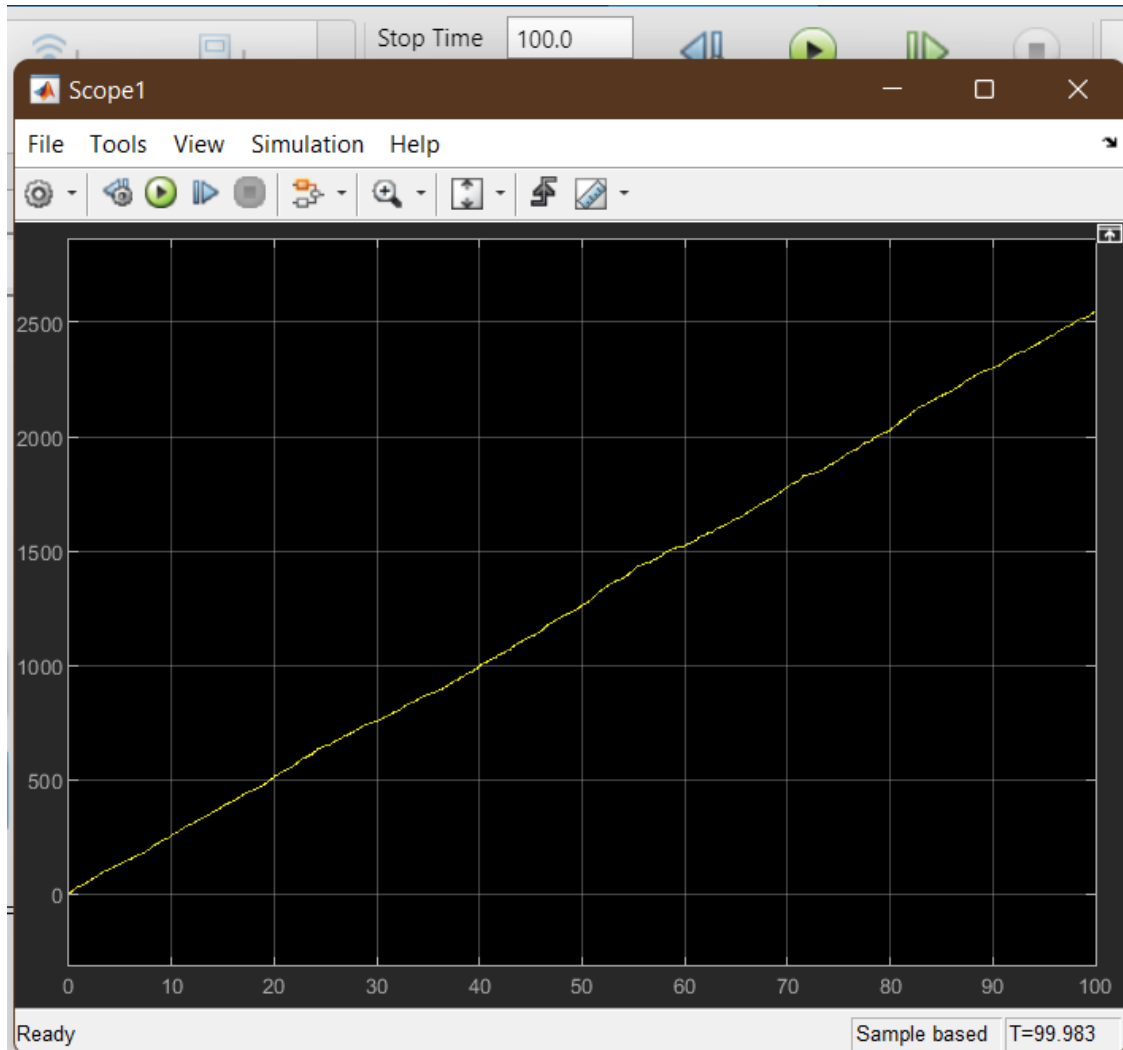 Stop Time 100.0
Scope1
File Tools View Simulation Help
2500
2000
1500
1000
500
0
0 10 20 30 40 50 60 70 80 90 100
Ready Sample based T=99.983